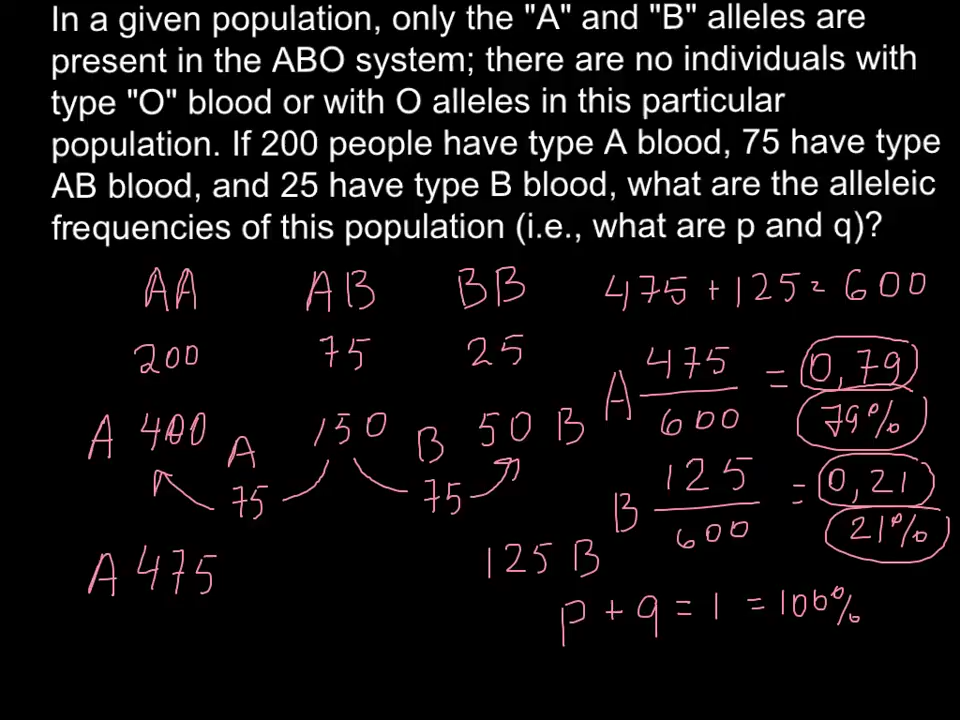 In a given population, only the "A" and "B" alleles are
present in the ABO system; there are no individuals with
type "O" blood or with O alleles in this particular
population. If 200 people have type A blood, 75 have type
AB blood, and 25 have type B blood, what are the alleleic
frequencies of this population (i.e., what are p and q)?
AA AB BB 475 + 125 = 600
200 75 25
A 475/600 = 0,79
79%
A 400 A 150 B 50 B
75 75
B 125/600 = 0,21
21%
A 475 125 B
p + q = 1 = 100%